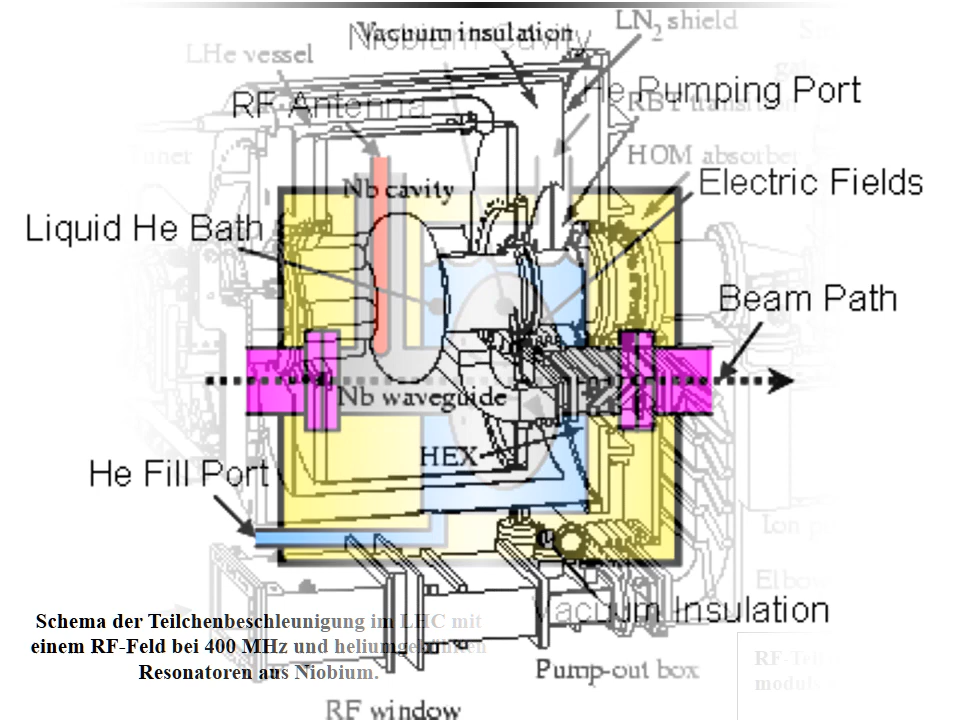 LN2 shield
Vacuum insulation
Niobium Cavity
LHe vessel
He Pumping Port
RF Antenna
HOM absorber
Electric Fields
Nb cavity
Liquid He Bath
Beam Path
Nb waveguide
HEX
He Fill Port
Vacuum Insulation
Schema der Teilchenbeschleunigung im LHC mit
einem RF-Feld bei 400 MHz und heliumgekühlten
Resonatoren aus Niobium.
Pump-out box
RF window